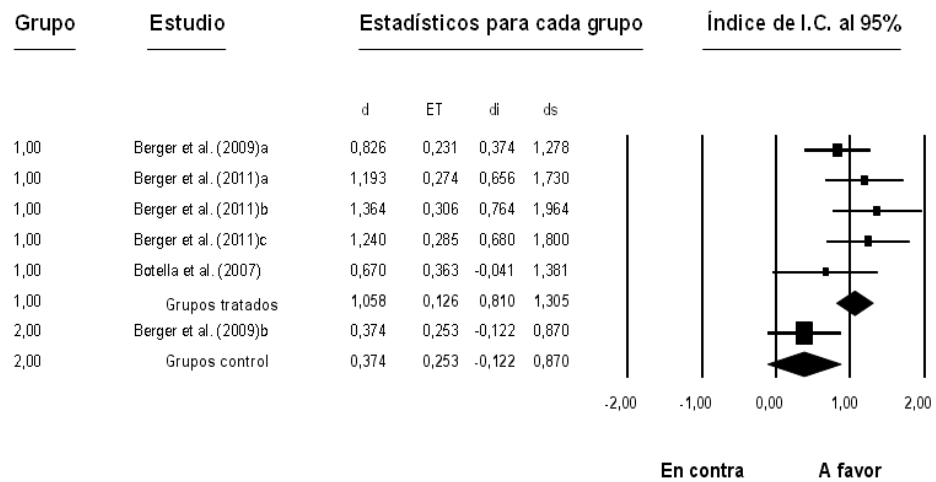 Grupo Estudio Estadísticos para cada grupo Índice de I.C. al 95%
d ET di ds
1,00 Berger et al. (2009)a 0,826 0,231 0,374 1,278
1,00 Berger et al. (2011)a 1,193 0,274 0,656 1,730
1,00 Berger et al. (2011)b 1,364 0,306 0,764 1,964
1,00 Berger et al. (2011)c 1,240 0,285 0,680 1,800
1,00 Botella et al. (2007) 0,670 0,363 -0,041 1,381
1,00 Grupos tratados 1,058 0,126 0,810 1,305
2,00 Berger et al. (2009)b 0,374 0,253 -0,122 0,870
2,00 Grupos control 0,374 0,253 -0,122 0,870
-2,00 -1,00 0,00 1,00 2,00
En contra A favor